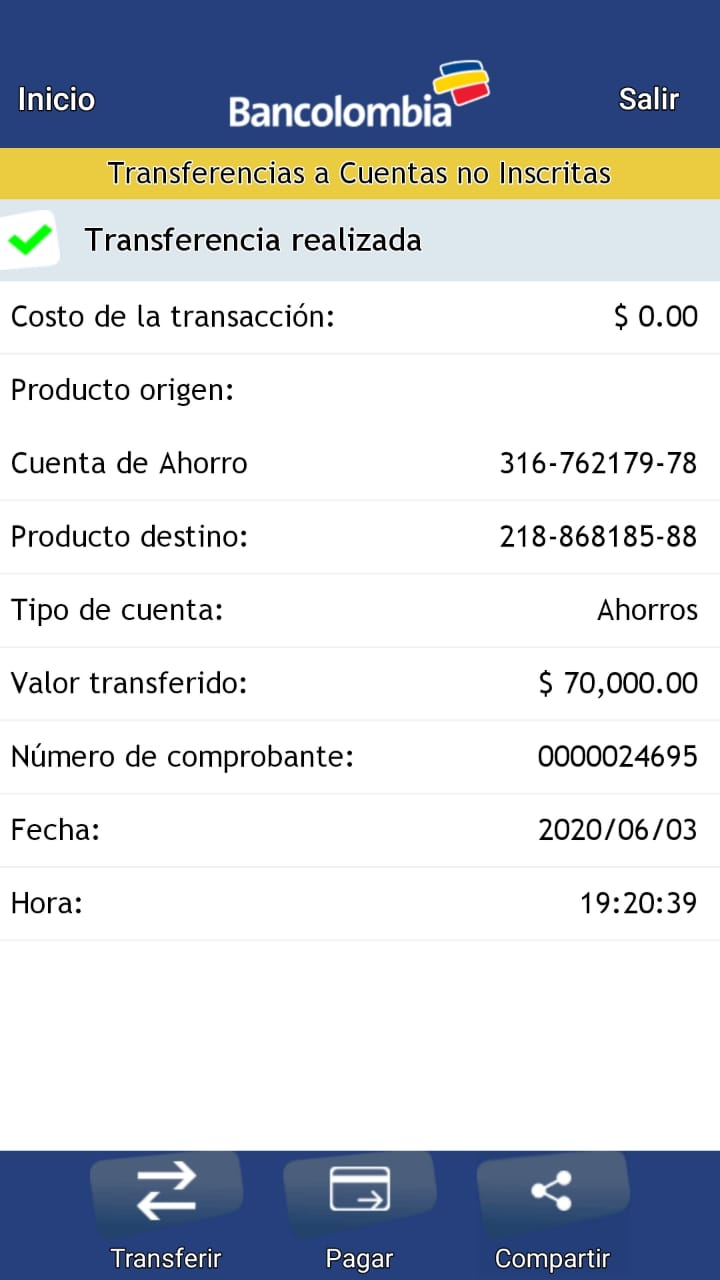 Inicio Bancolombia Salir
Transferencias a Cuentas no Inscritas
Transferencia realizada
Costo de la transacción: $ 0.00
Producto origen:
Cuenta de Ahorro 316-762179-78
Producto destino: 218-868185-88
Tipo de cuenta: Ahorros
Valor transferido: $ 70,000.00
Número de comprobante: 0000024695
Fecha: 2020/06/03
Hora: 19:20:39
Transferir Pagar Compartir